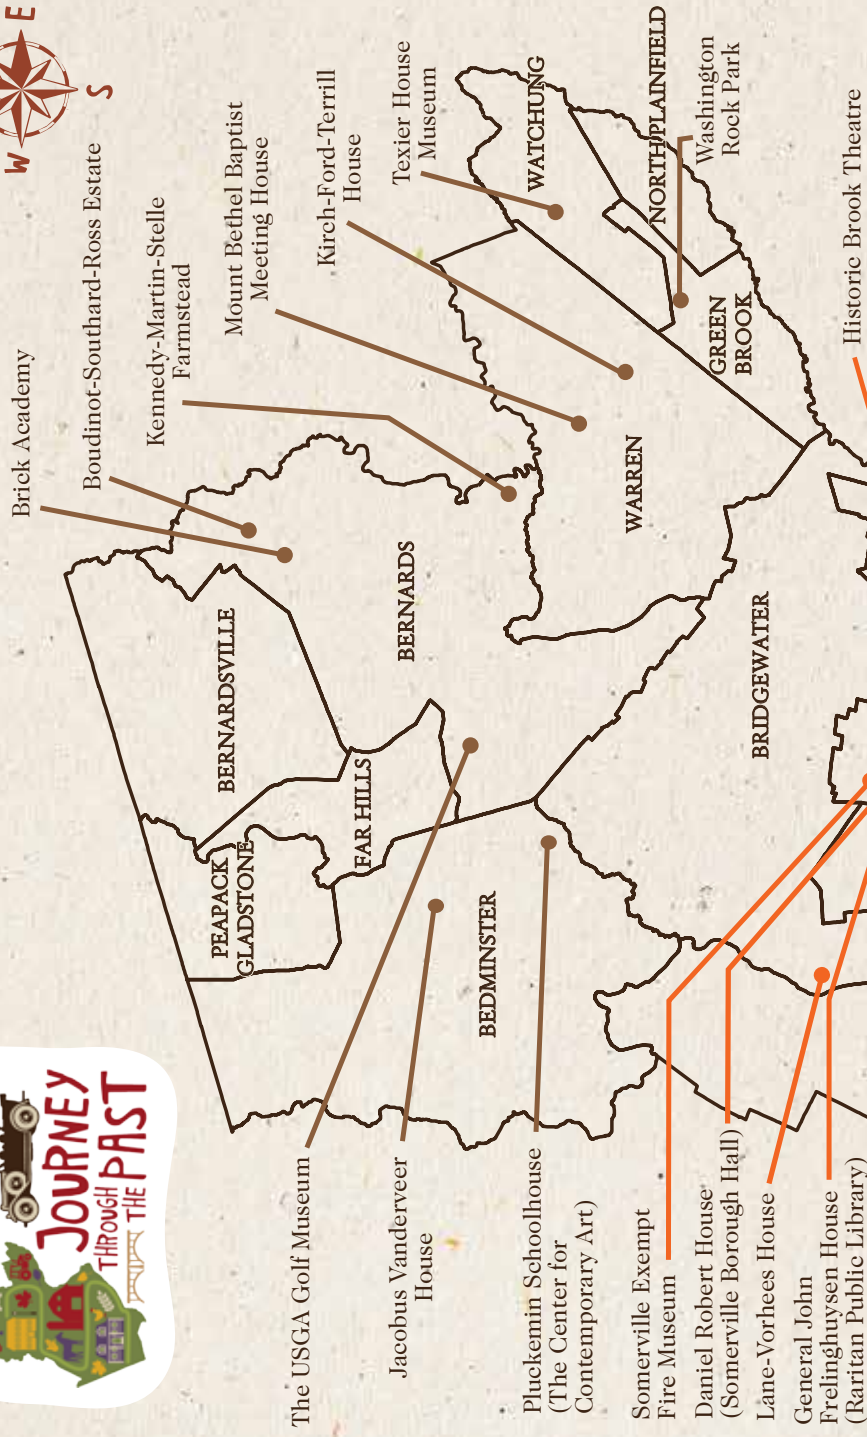 W
E
S
JOURNEY
THROUGH
THE PAST
Brick Academy
Boudinot-Southard-Ross Estate
Kennedy-Martin-Stelle
Farmstead
Mount Bethel Baptist
Meeting House
Kirch-Ford-Terrill
House
Texier House
Museum
Washington
Rock Park
Historic Brook Theatre
WATCHUNG
NORTH PLAINFIELD
GREEN
BROOK
WARREN
BERNARDS
BERNARDSVILLE
FAR HILLS
PEAPACK
GLADSTONE
BEDMINSTER
BRIDGEWATER
The USGA Golf Museum
Jacobus Vanderveer
House
Pluckemin Schoolhouse
(The Center for
Contemporary Art)
Somerville Exempt
Fire Museum
Daniel Robert House
(Somerville Borough Hall)
Lane-Vorhees House
General John
Frelinghuysen House
(Raritan Public Library)